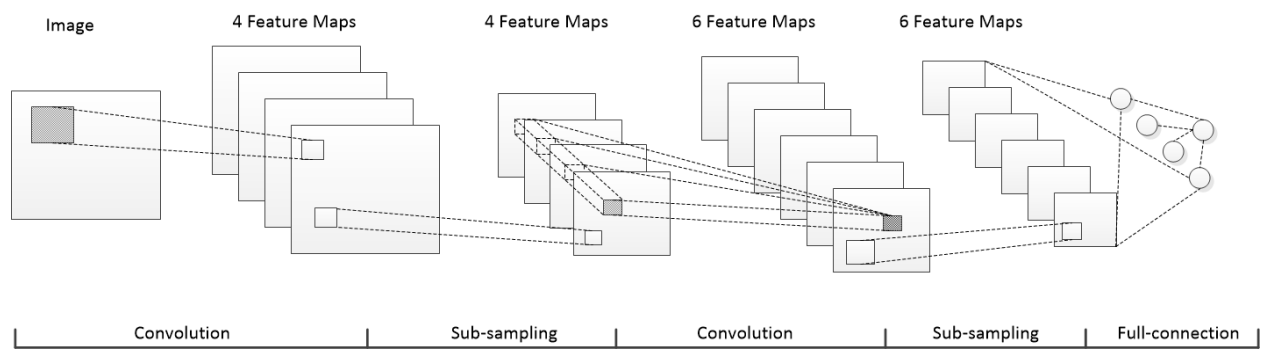 Image
4 Feature Maps
4 Feature Maps
6 Feature Maps
6 Feature Maps
Convolution
Sub-sampling
Convolution
Sub-sampling
Full-connection